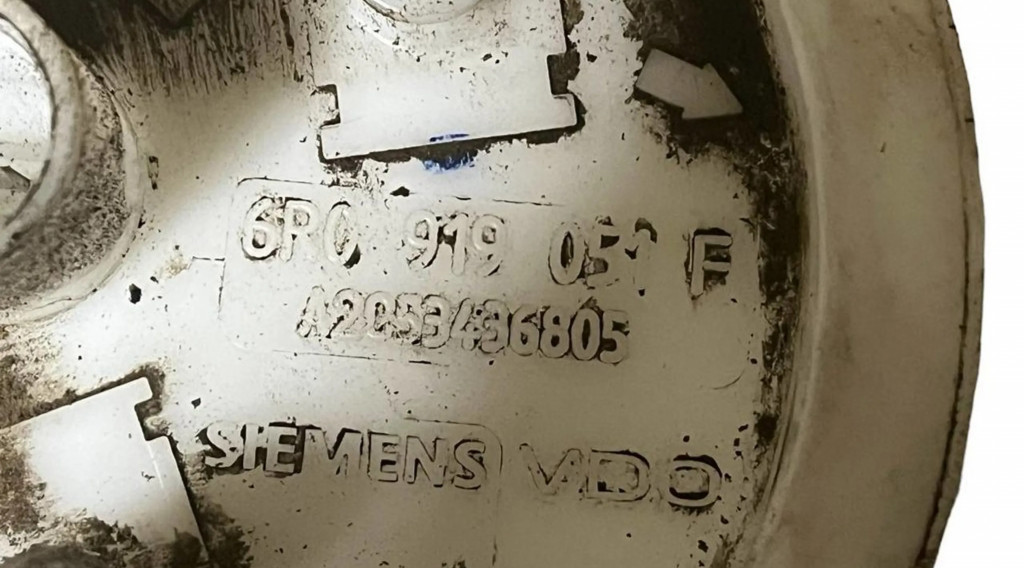 6R0 919 051 F
A2C53436805
SIEMENS VDO